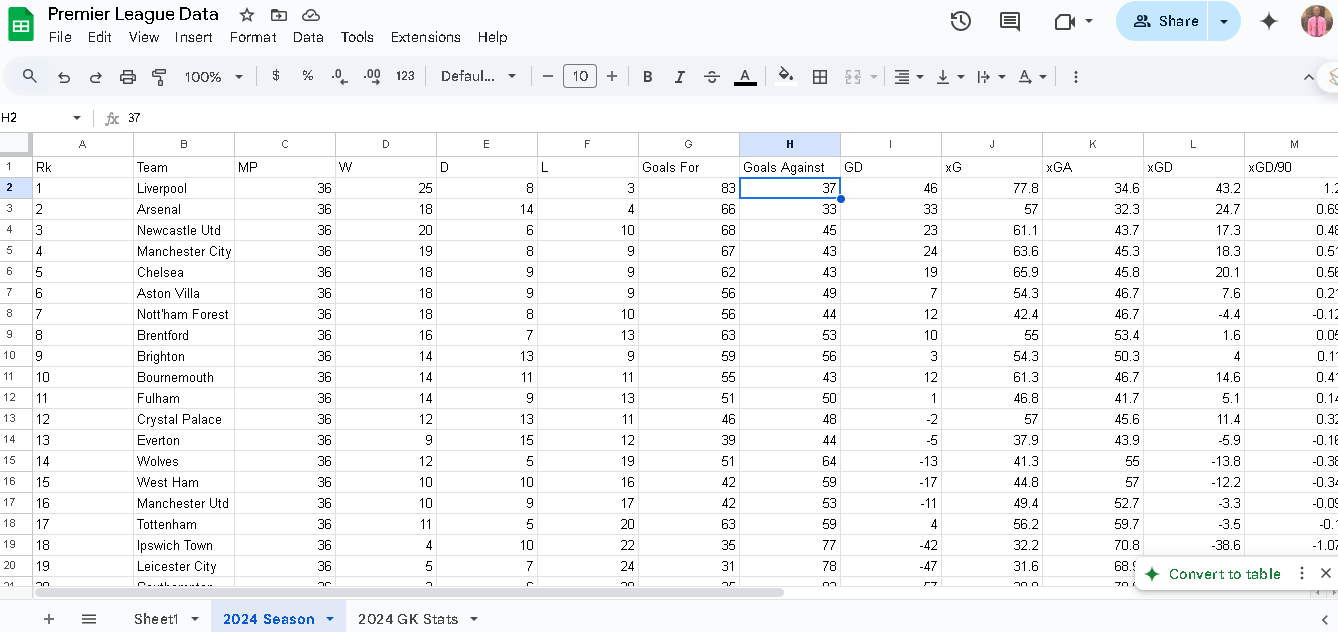 Premier League Data
File Edit View Insert Format Data Tools Extensions Help
Share
100% $ % .0 .00 123 Defaul... − 10 + B I A
H2 fx 37
A B C D E F G H I J K L M
1 Rk Team MP W D L Goals For Goals Against GD xG xGA xGD xGD/90
2 1 Liverpool 36 25 8 3 83 37 46 77.8 34.6 43.2 1.2
3 2 Arsenal 36 18 14 4 66 33 33 57 32.3 24.7 0.69
4 3 Newcastle Utd 36 20 6 10 68 45 23 61.1 43.7 17.3 0.48
5 4 Manchester City 36 19 8 9 67 43 24 63.6 45.3 18.3 0.51
6 5 Chelsea 36 18 9 9 62 43 19 65.9 45.8 20.1 0.56
7 6 Aston Villa 36 18 9 9 56 49 7 54.3 46.7 7.6 0.21
8 7 Nott'ham Forest 36 18 8 10 56 44 12 42.4 46.7 -4.4 -0.12
9 8 Brentford 36 16 7 13 63 53 10 55 53.4 1.6 0.05
10 9 Brighton 36 14 13 9 59 56 3 54.3 50.3 4 0.11
11 10 Bournemouth 36 14 11 11 55 43 12 61.3 46.7 14.6 0.41
12 11 Fulham 36 14 9 13 51 50 1 46.8 41.7 5.1 0.14
13 12 Crystal Palace 36 12 13 11 46 48 -2 57 45.6 11.4 0.32
14 13 Everton 36 9 15 12 39 44 -5 37.9 43.9 -5.9 -0.16
15 14 Wolves 36 12 5 19 51 64 -13 41.3 55 -13.8 -0.38
16 15 West Ham 36 10 10 16 42 59 -17 44.8 57 -12.2 -0.34
17 16 Manchester Utd 36 10 9 17 42 53 -11 49.4 52.7 -3.3 -0.09
18 17 Tottenham 36 11 5 20 63 59 4 56.2 59.7 -3.5 -0.1
19 18 Ipswich Town 36 4 10 22 35 77 -42 32.2 70.8 -38.6 -1.07
20 19 Leicester City 36 5 7 24 31 78 -47 31.6 68.9
Convert to table
Sheet1 2024 Season 2024 GK Stats